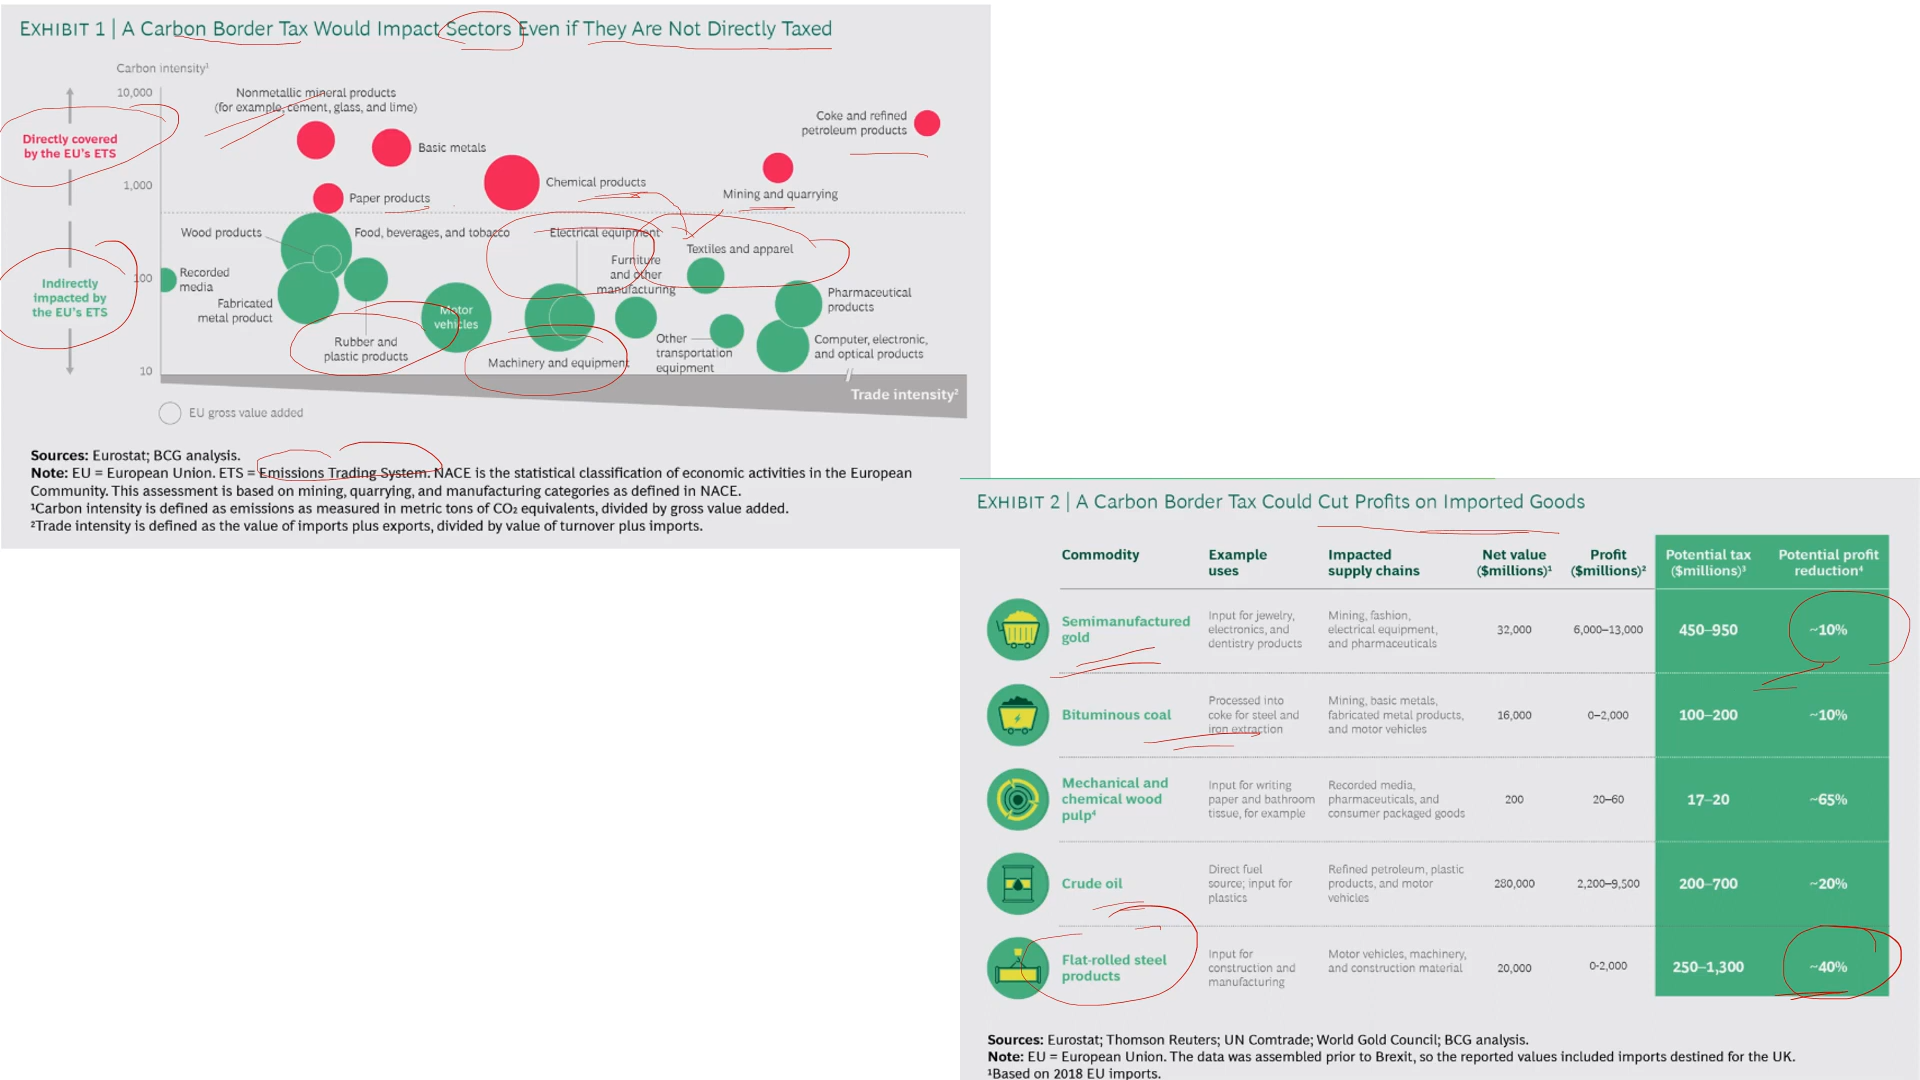 EXHIBIT 1 | A Carbon Border Tax Would Impact Sectors Even if They Are Not Directly Taxed
Carbon intensity¹
10,000
1,000
100
10
Directly covered
by the EU's ETS
Indirectly
impacted by
the EU's ETS
Nonmetallic mineral products
(for example, cement, glass, and lime)
Basic metals
Coke and refined
petroleum products
Chemical products
Mining and quarrying
Paper products
Wood products
Food, beverages, and tobacco
Electrical equipment
Textiles and apparel
Recorded
media
Furniture
and other
manufacturing
Fabricated
metal product
Motor
vehicles
Pharmaceutical
products
Rubber and
plastic products
Machinery and equipment
Other
transportation
equipment
Computer, electronic,
and optical products
Trade intensity²
EU gross value added
Sources: Eurostat; BCG analysis.
Note: EU = European Union. ETS = Emissions Trading System. NACE is the statistical classification of economic activities in the European
Community. This assessment is based on mining, quarrying, and manufacturing categories as defined in NACE.
¹Carbon intensity is defined as emissions as measured in metric tons of CO₂ equivalents, divided by gross value added.
²Trade intensity is defined as the value of imports plus exports, divided by value of turnover plus imports.
EXHIBIT 2 | A Carbon Border Tax Could Cut Profits on Imported Goods
Commodity
Example
uses
Impacted
supply chains
Net value
($millions)¹
Profit
($millions)²
Potential tax
($millions)³
Potential profit
reduction⁴
Semimanufactured
gold
Input for jewelry,
electronics, and
dentistry products
Mining, fashion,
electrical equipment,
and pharmaceuticals
32,000
6,000–13,000
450–950
~10%
Bituminous coal
Processed into
coke for steel and
iron extraction
Mining, basic metals,
fabricated metal products,
and motor vehicles
16,000
0–2,000
100–200
~10%
Mechanical and
chemical wood
pulp⁴
Input for writing
paper and bathroom
tissue, for example
Recorded media,
pharmaceuticals, and
consumer packaged goods
200
20–60
17–20
~65%
Crude oil
Direct fuel
source; input for
plastics
Refined petroleum, plastic
products, and motor
vehicles
280,000
2,200–9,500
200–700
~20%
Flat-rolled steel
products
Input for
construction and
manufacturing
Motor vehicles, machinery,
and construction material
20,000
0-2,000
250–1,300
~40%
Sources: Eurostat; Thomson Reuters; UN Comtrade; World Gold Council; BCG analysis.
Note: EU = European Union. The data was assembled prior to Brexit, so the reported values included imports destined for the UK.
¹Based on 2018 EU imports.